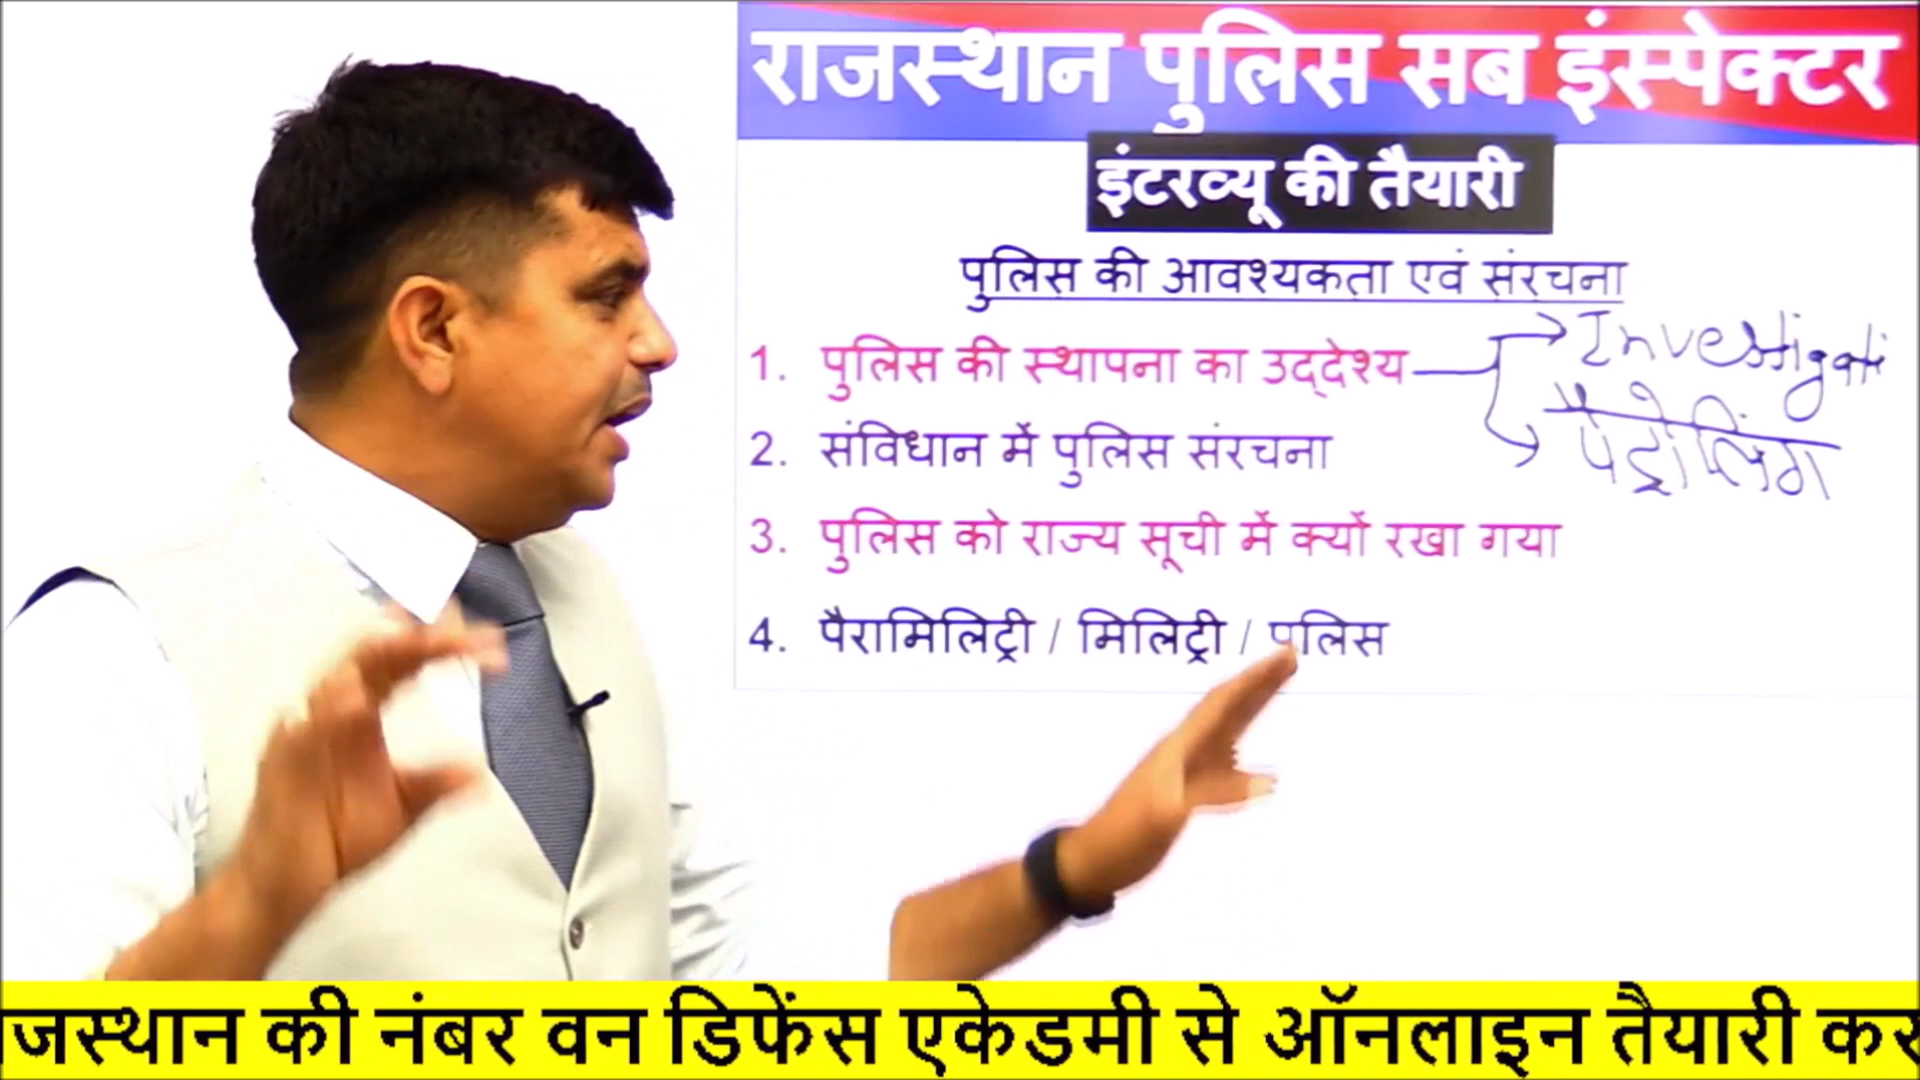 राजस्थान पुलिस सब इंस्पेक्टर
इंटरव्यू की तैयारी
पुलिस की आवश्यकता एवं संरचना
1. पुलिस की स्थापना का उद्देश्य
Investigati
पैट्रोलिंग
2. संविधान में पुलिस संरचना
3. पुलिस को राज्य सूची में क्यों रखा गया
4. पैरामिलिट्री / मिलिट्री / पुलिस
जस्थान की नंबर वन डिफेंस एकेडमी से ऑनलाइन तैयारी कर